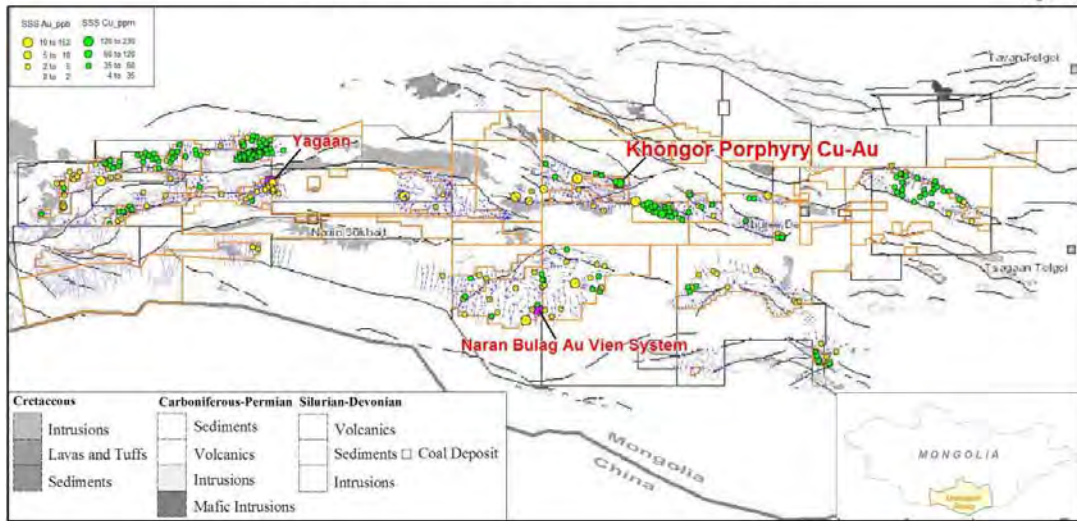 SSS Au_ppb SSS Cu_ppm
10 to 152 120 to 230
5 to 10 60 to 120
2 to 5 35 to 60
0 to 2 4 to 35
Tavan Tolgoi
Yagaan
Khongor Porphyry Cu-Au
Narin Sukhait
Tsagaan Tolgoi
Naran Bulag Au Vien System
Cretaceous
Intrusions
Lavas and Tuffs
Sediments
Carboniferous-Permian
Sediments
Volcanics
Intrusions
Mafic Intrusions
Silurian-Devonian
Volcanics
Sediments
Intrusions
Coal Deposit
Mongolia
China
MONGOLIA